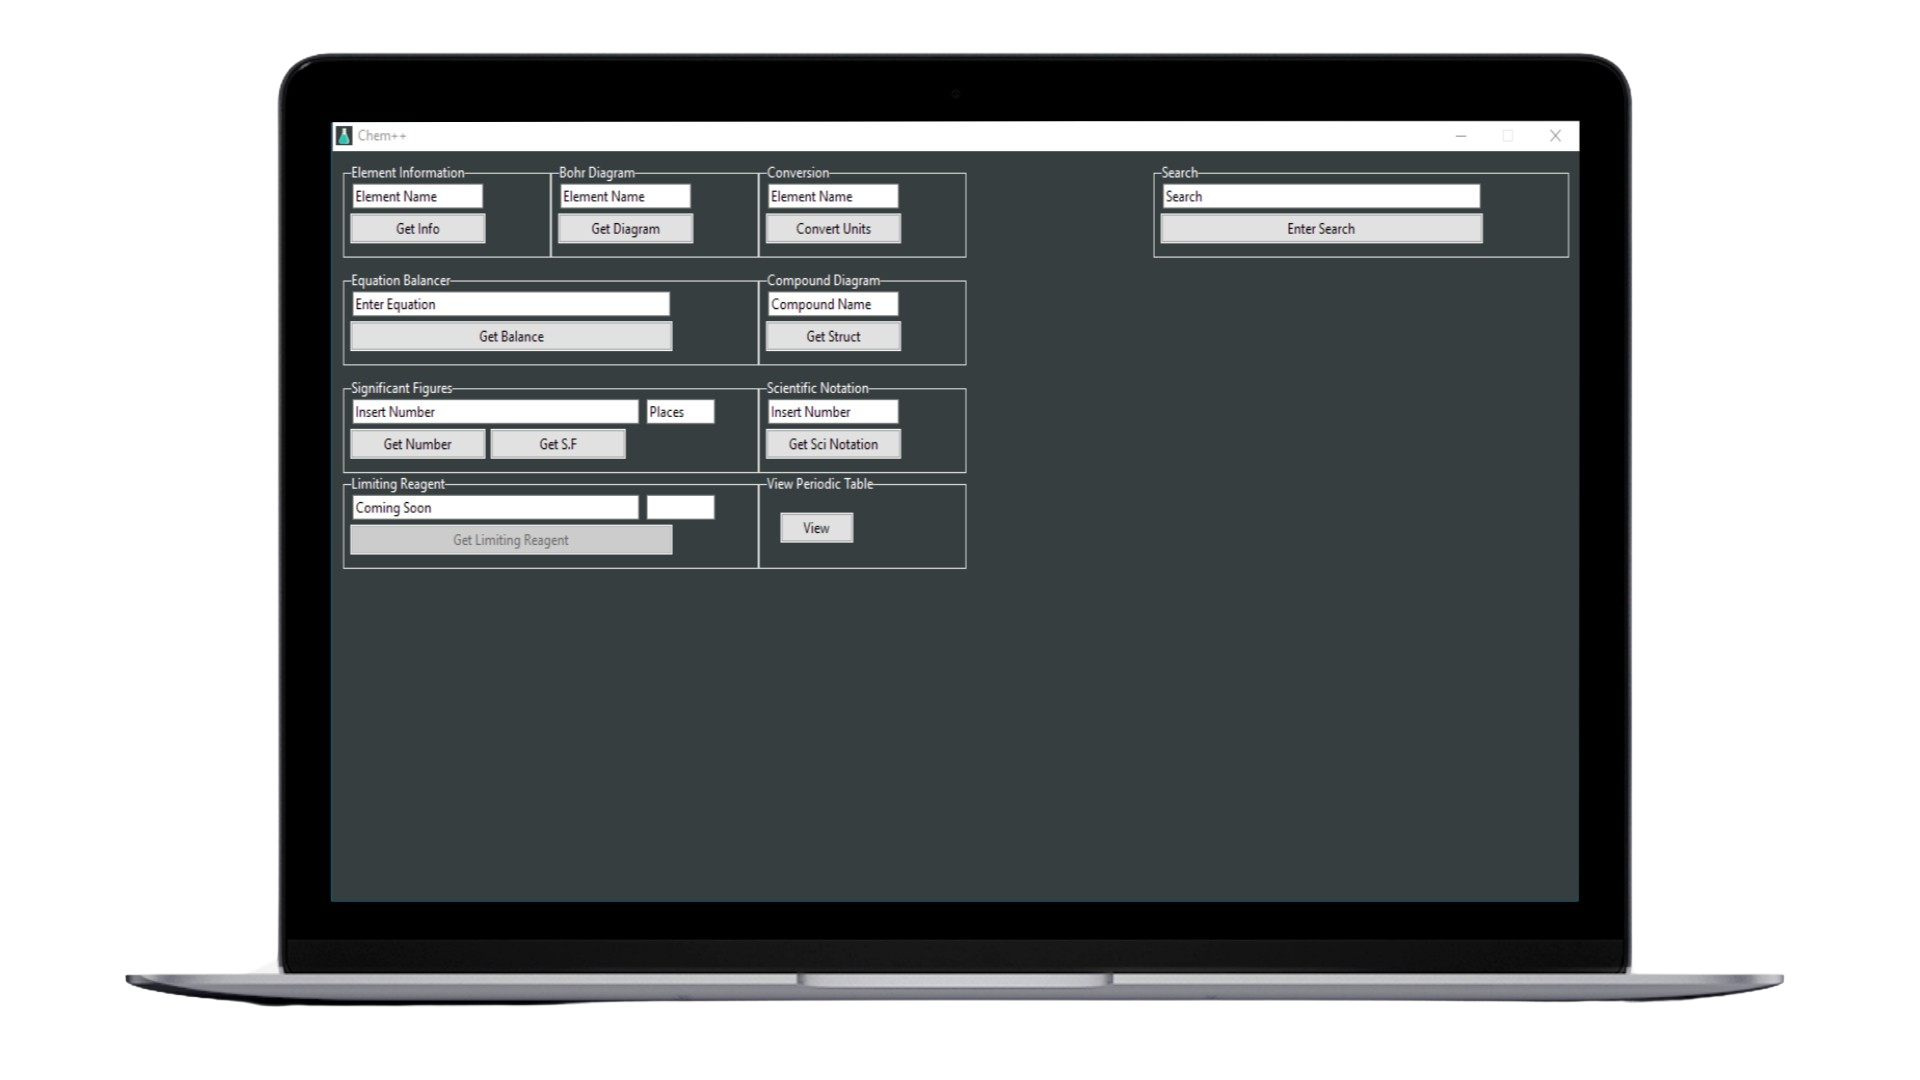 Chem++
Element Information
Bohr Diagram
Conversion
Search
Element Name
Element Name
Element Name
Search
Get Info
Get Diagram
Convert Units
Enter Search
Equation Balancer
Compound Diagram
Enter Equation
Compound Name
Get Balance
Get Struct
Significant Figures
Scientific Notation
Insert Number
Places
Insert Number
Get Number
Get S.F
Get Sci Notation
Limiting Reagent
View Periodic Table
Coming Soon
View
Get Limiting Reagent